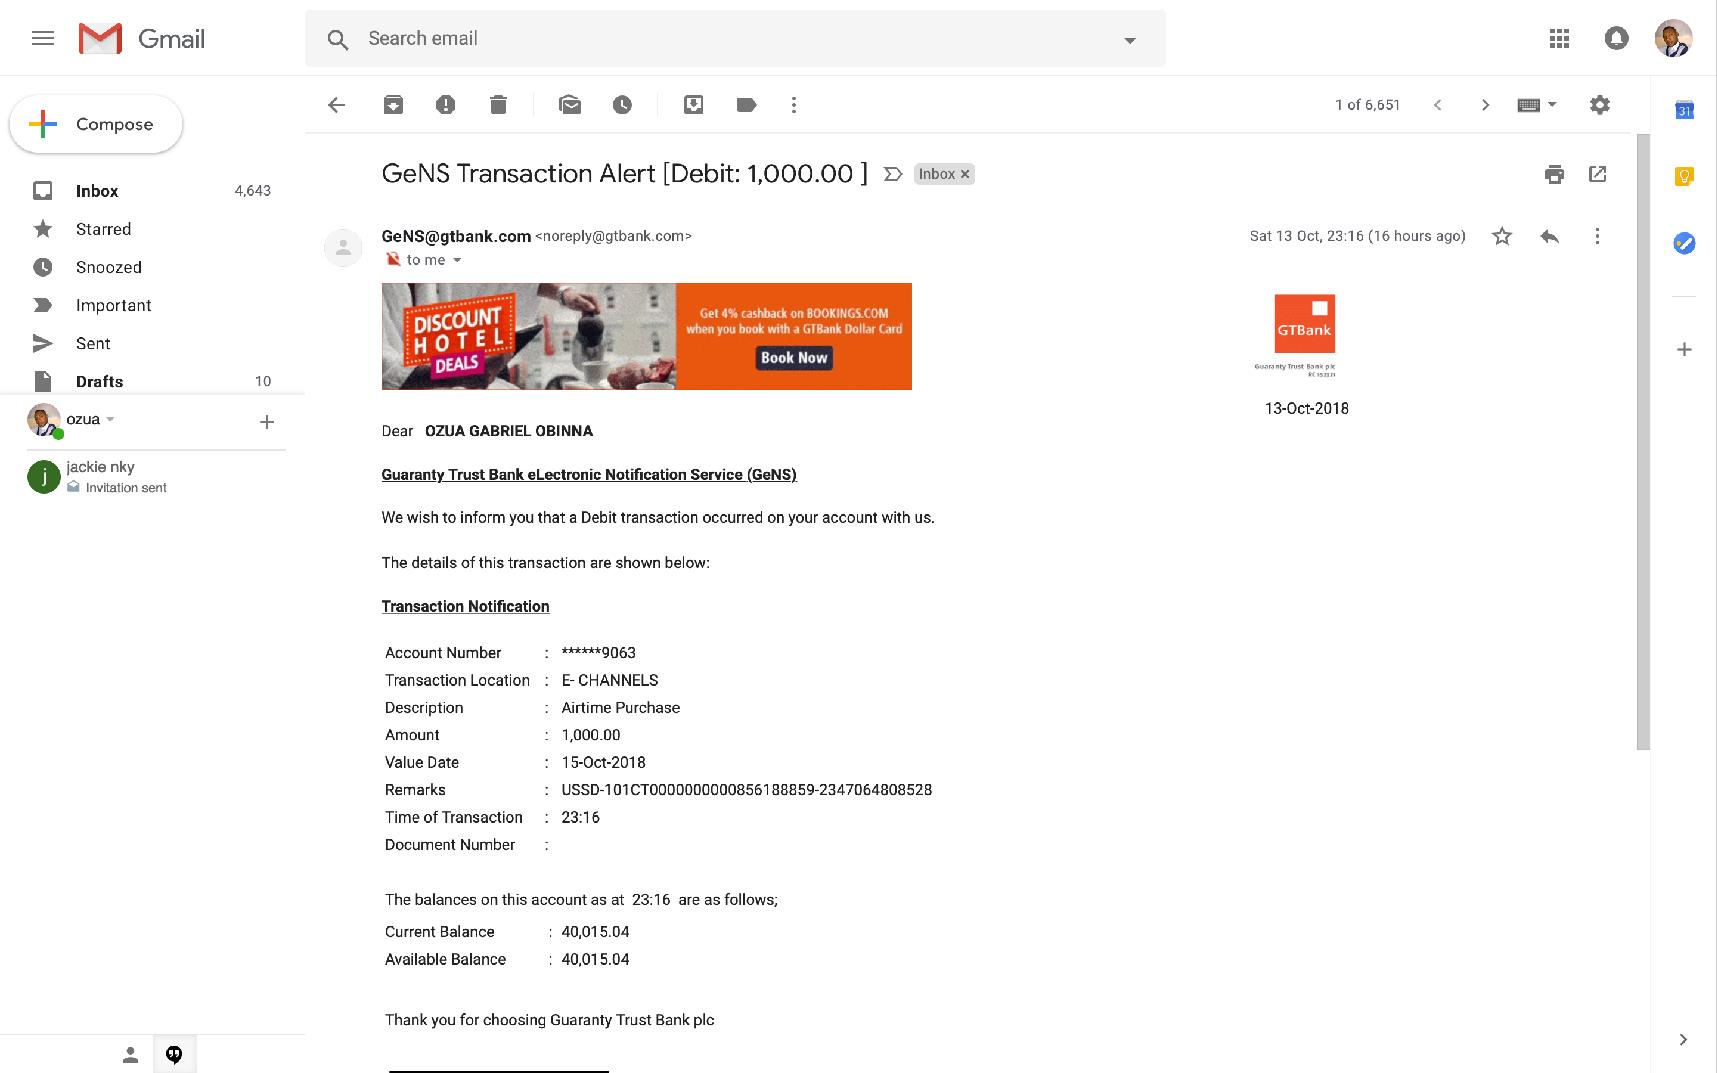 Gmail
Search email
Compose
1 of 6,651
31
Inbox 4,643
Starred
Snoozed
Important
Sent
Drafts 10
ozua
j
jackie nky
Invitation sent
GeNS Transaction Alert [Debit: 1,000.00 ]
Inbox x
GeNS@gtbank.com <noreply@gtbank.com>
Sat 13 Oct, 23:16 (16 hours ago)
to me
DISCOUNT
HOTEL
DEALS
Get 4% cashback on BOOKINGS.COM
when you book with a GTBank Dollar Card
Book Now
GTBank
Guaranty Trust Bank plc
RC 152321
13-Oct-2018
Dear OZUA GABRIEL OBINNA
Guaranty Trust Bank eLectronic Notification Service (GeNS)
We wish to inform you that a Debit transaction occurred on your account with us.
The details of this transaction are shown below:
Transaction Notification
Account Number : ******9063
Transaction Location : E- CHANNELS
Description : Airtime Purchase
Amount : 1,000.00
Value Date : 15-Oct-2018
Remarks : USSD-101CT0000000000856188859-2347064808528
Time of Transaction : 23:16
Document Number :
The balances on this account as at 23:16 are as follows;
Current Balance : 40,015.04
Available Balance : 40,015.04
Thank you for choosing Guaranty Trust Bank plc